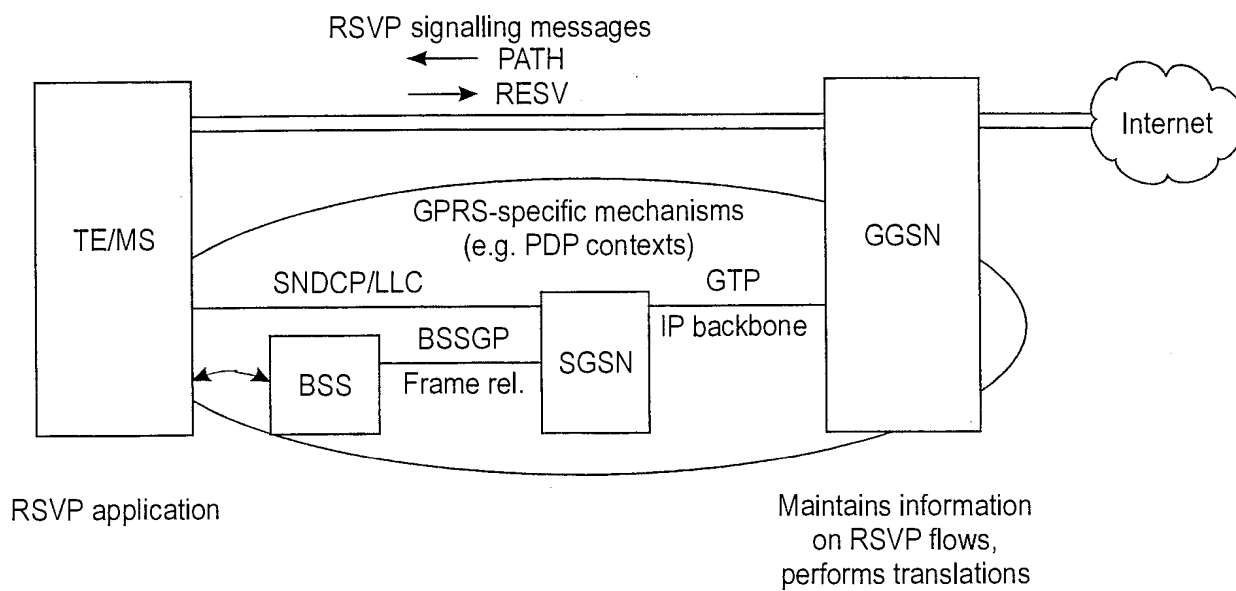 RSVP signalling messages
PATH
RESV
Internet
TE/MS
GPRS-specific mechanisms
(e.g. PDP contexts)
GGSN
SNDCP/LLC
GTP
BSSGP
IP backbone
SGSN
BSS
Frame rel.
RSVP application
Maintains information
on RSVP flows,
performs translations